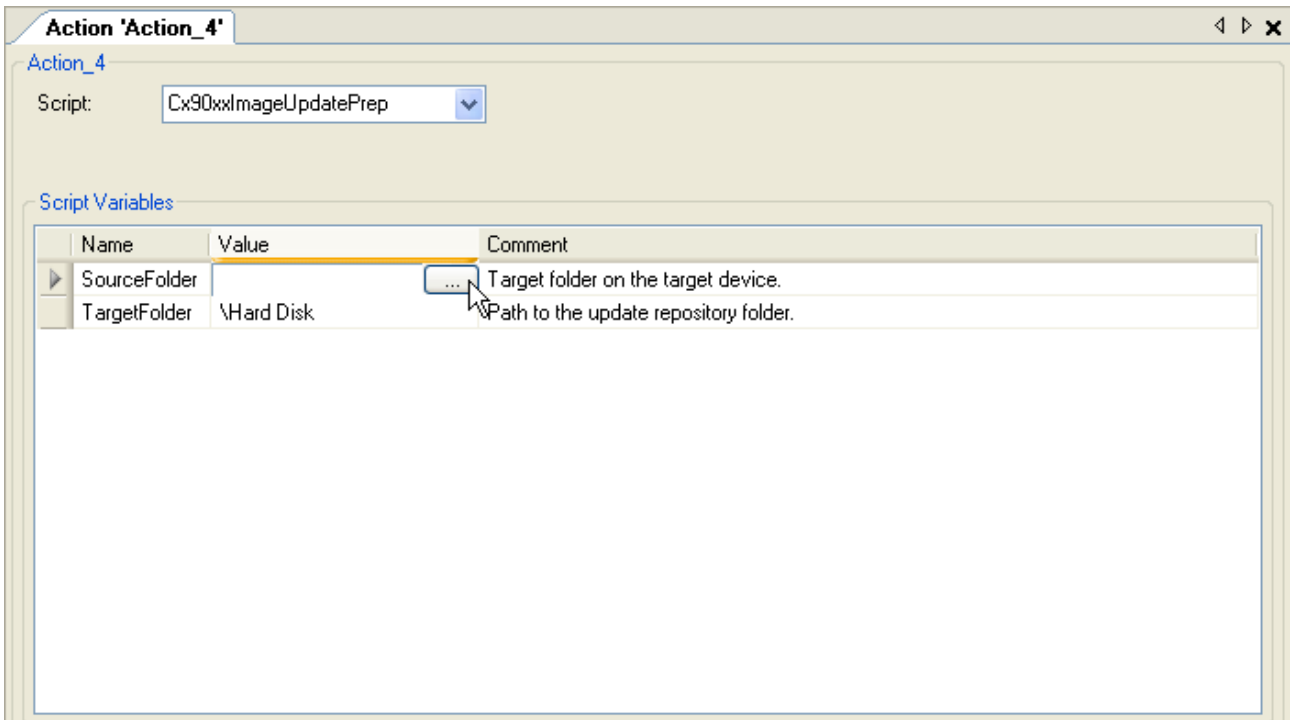 Action 'Action_4'
Action_4
Script: Cx90xxImageUpdatePrep
Script Variables
Name Value Comment
SourceFolder ... Target folder on the target device.
TargetFolder \Hard Disk Path to the update repository folder.